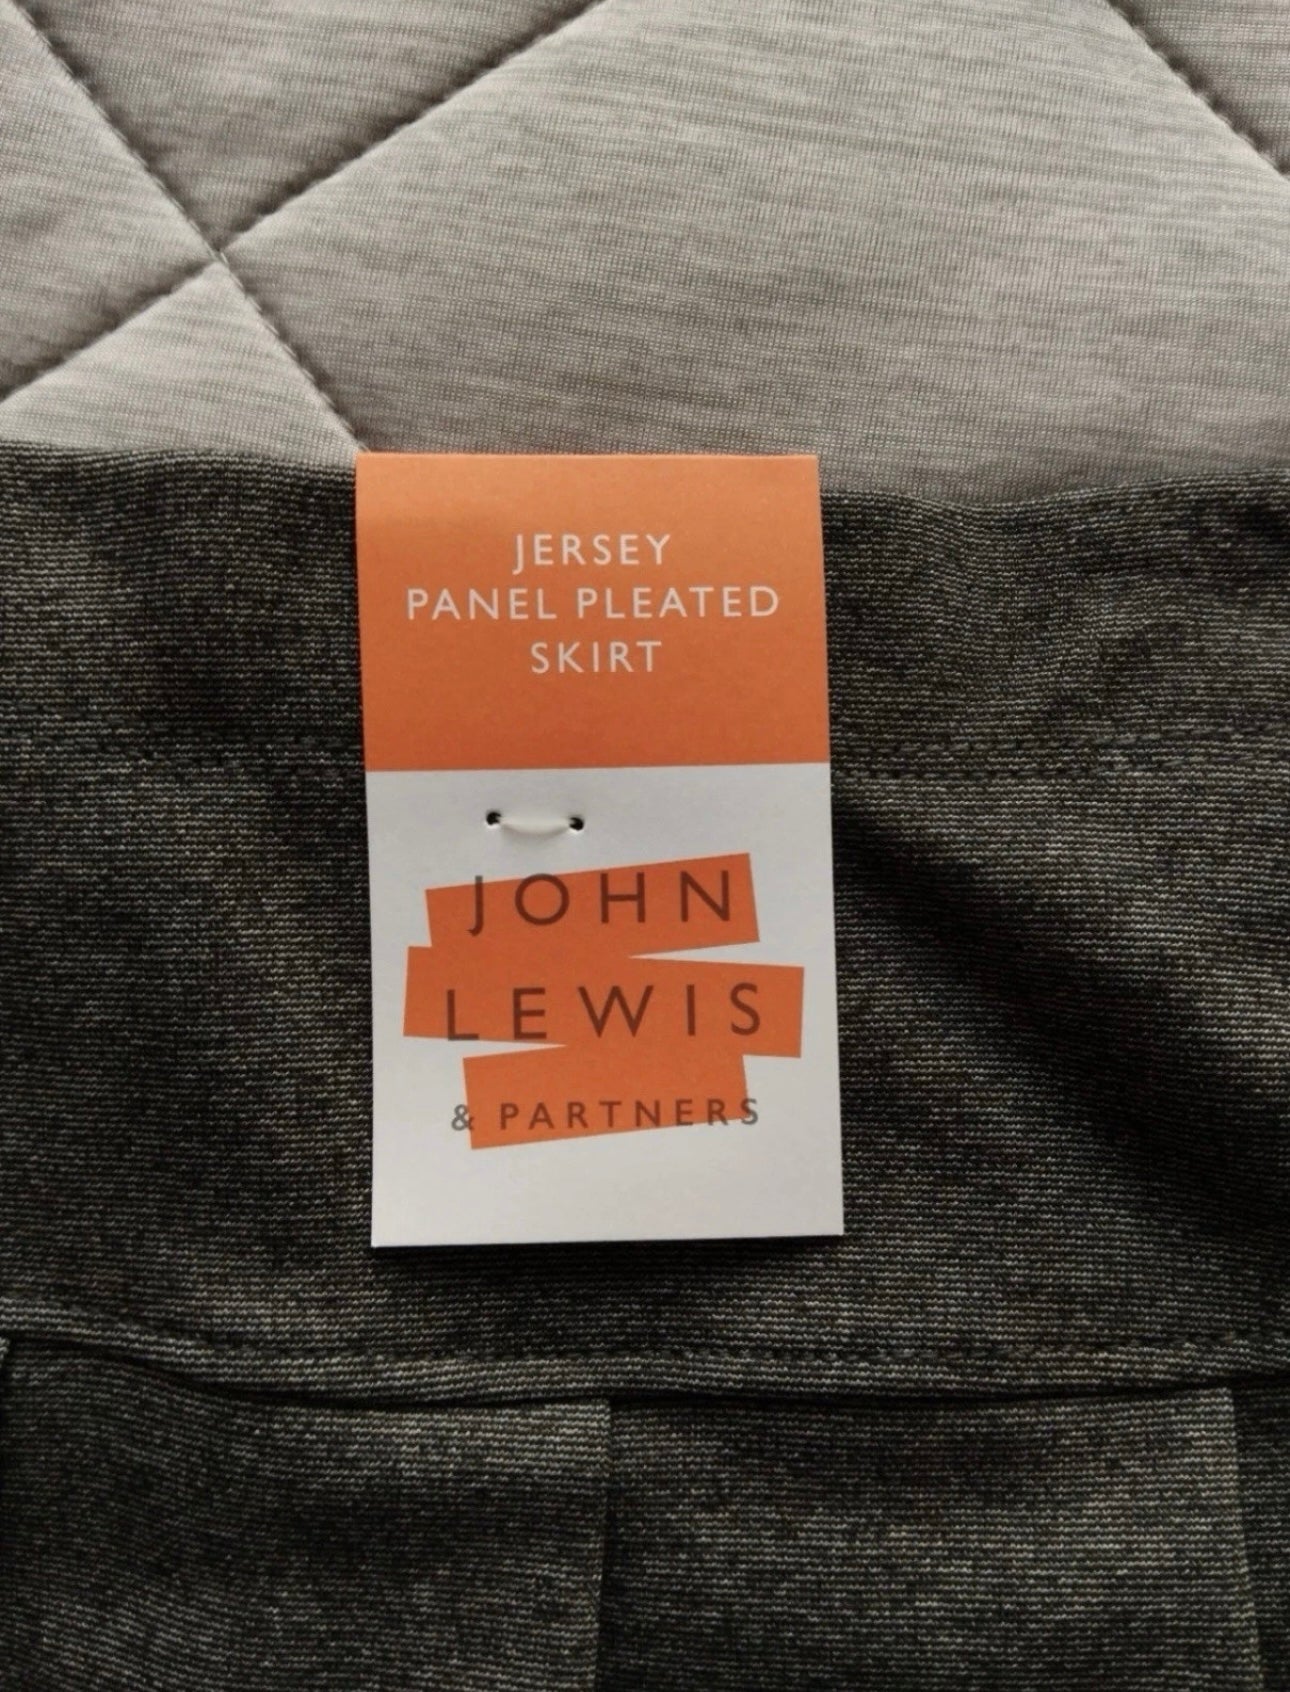 JERSEY
PANEL PLEATED
SKIRT
JOHN
LEWIS
& PARTNERS